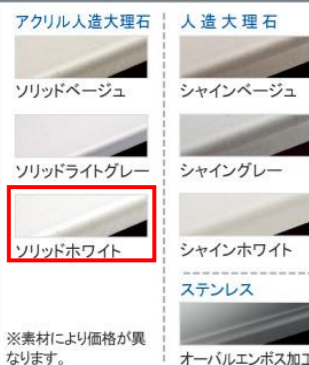 アクリル人造大理石
ソリッドベージュ
ソリッドライトグレー
ソリッドホワイト
※素材により価格が異
なります。
人造大理石
シャインベージュ
シャイングレー
シャインホワイト
ステンレス
オーバルエンボス加工